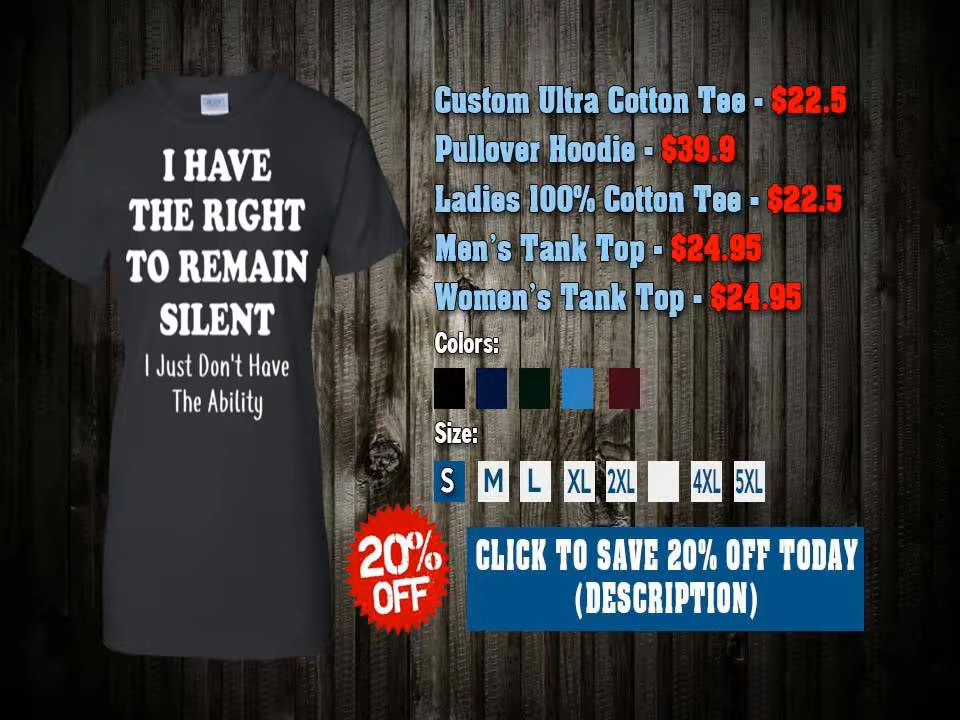 I HAVE
THE RIGHT
TO REMAIN
SILENT
I Just Don't Have
The Ability
Custom Ultra Cotton Tee - $22.5
Pullover Hoodie - $39.9
Ladies 100% Cotton Tee - $22.5
Men's Tank Top - $24.95
Women's Tank Top - $24.95
Colors:
Size:
S M L XL 2XL 4XL 5XL
20%
OFF
CLICK TO SAVE 20% OFF TODAY
(DESCRIPTION)